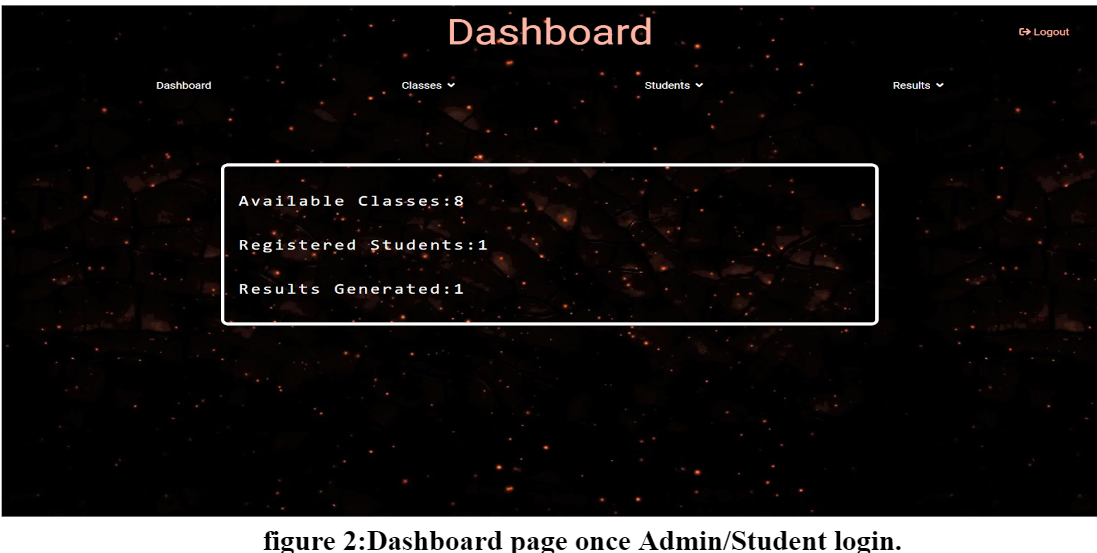 Dashboard
Logout
Dashboard Classes Students Results
Available Classes:8
Registered Students:1
Results Generated:1
figure 2:Dashboard page once Admin/Student login.